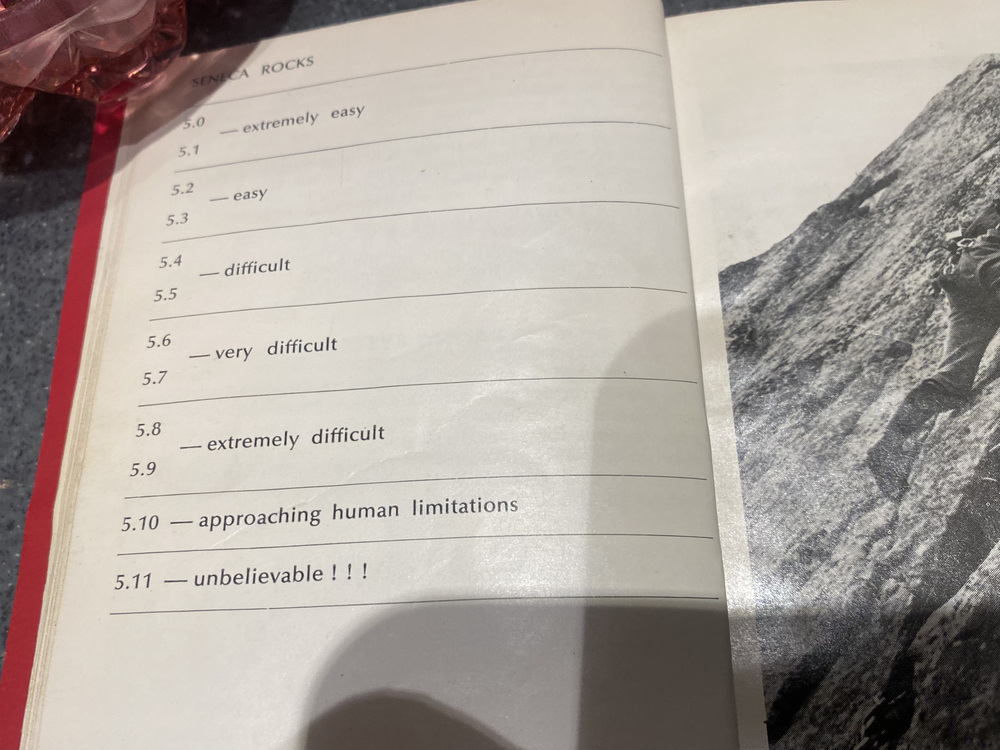 SENECA ROCKS
5.0
— extremely easy
5.1
5.2
— easy
5.3
5.4
— difficult
5.5
5.6
— very difficult
5.7
5.8
— extremely difficult
5.9
5.10 — approaching human limitations
5.11 — unbelievable ! ! !